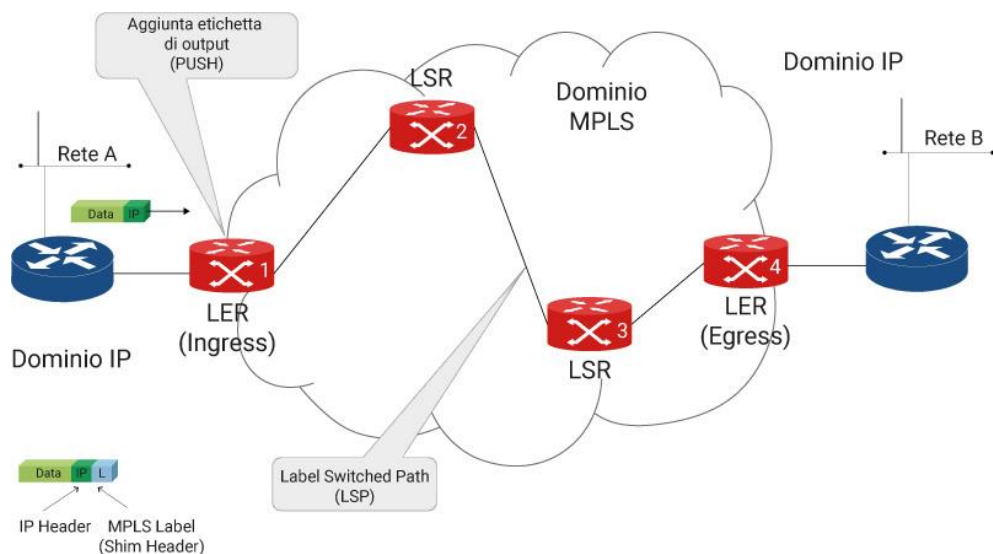 Aggiunta etichetta
di output
(PUSH)
LSR
2
Dominio
MPLS
Dominio IP
Rete A
Rete B
Data IP
1
LER
(Ingress)
4
LER
(Egress)
3
LSR
Dominio IP
Label Switched Path
(LSP)
Data IP L
IP Header
MPLS Label
(Shim Header)